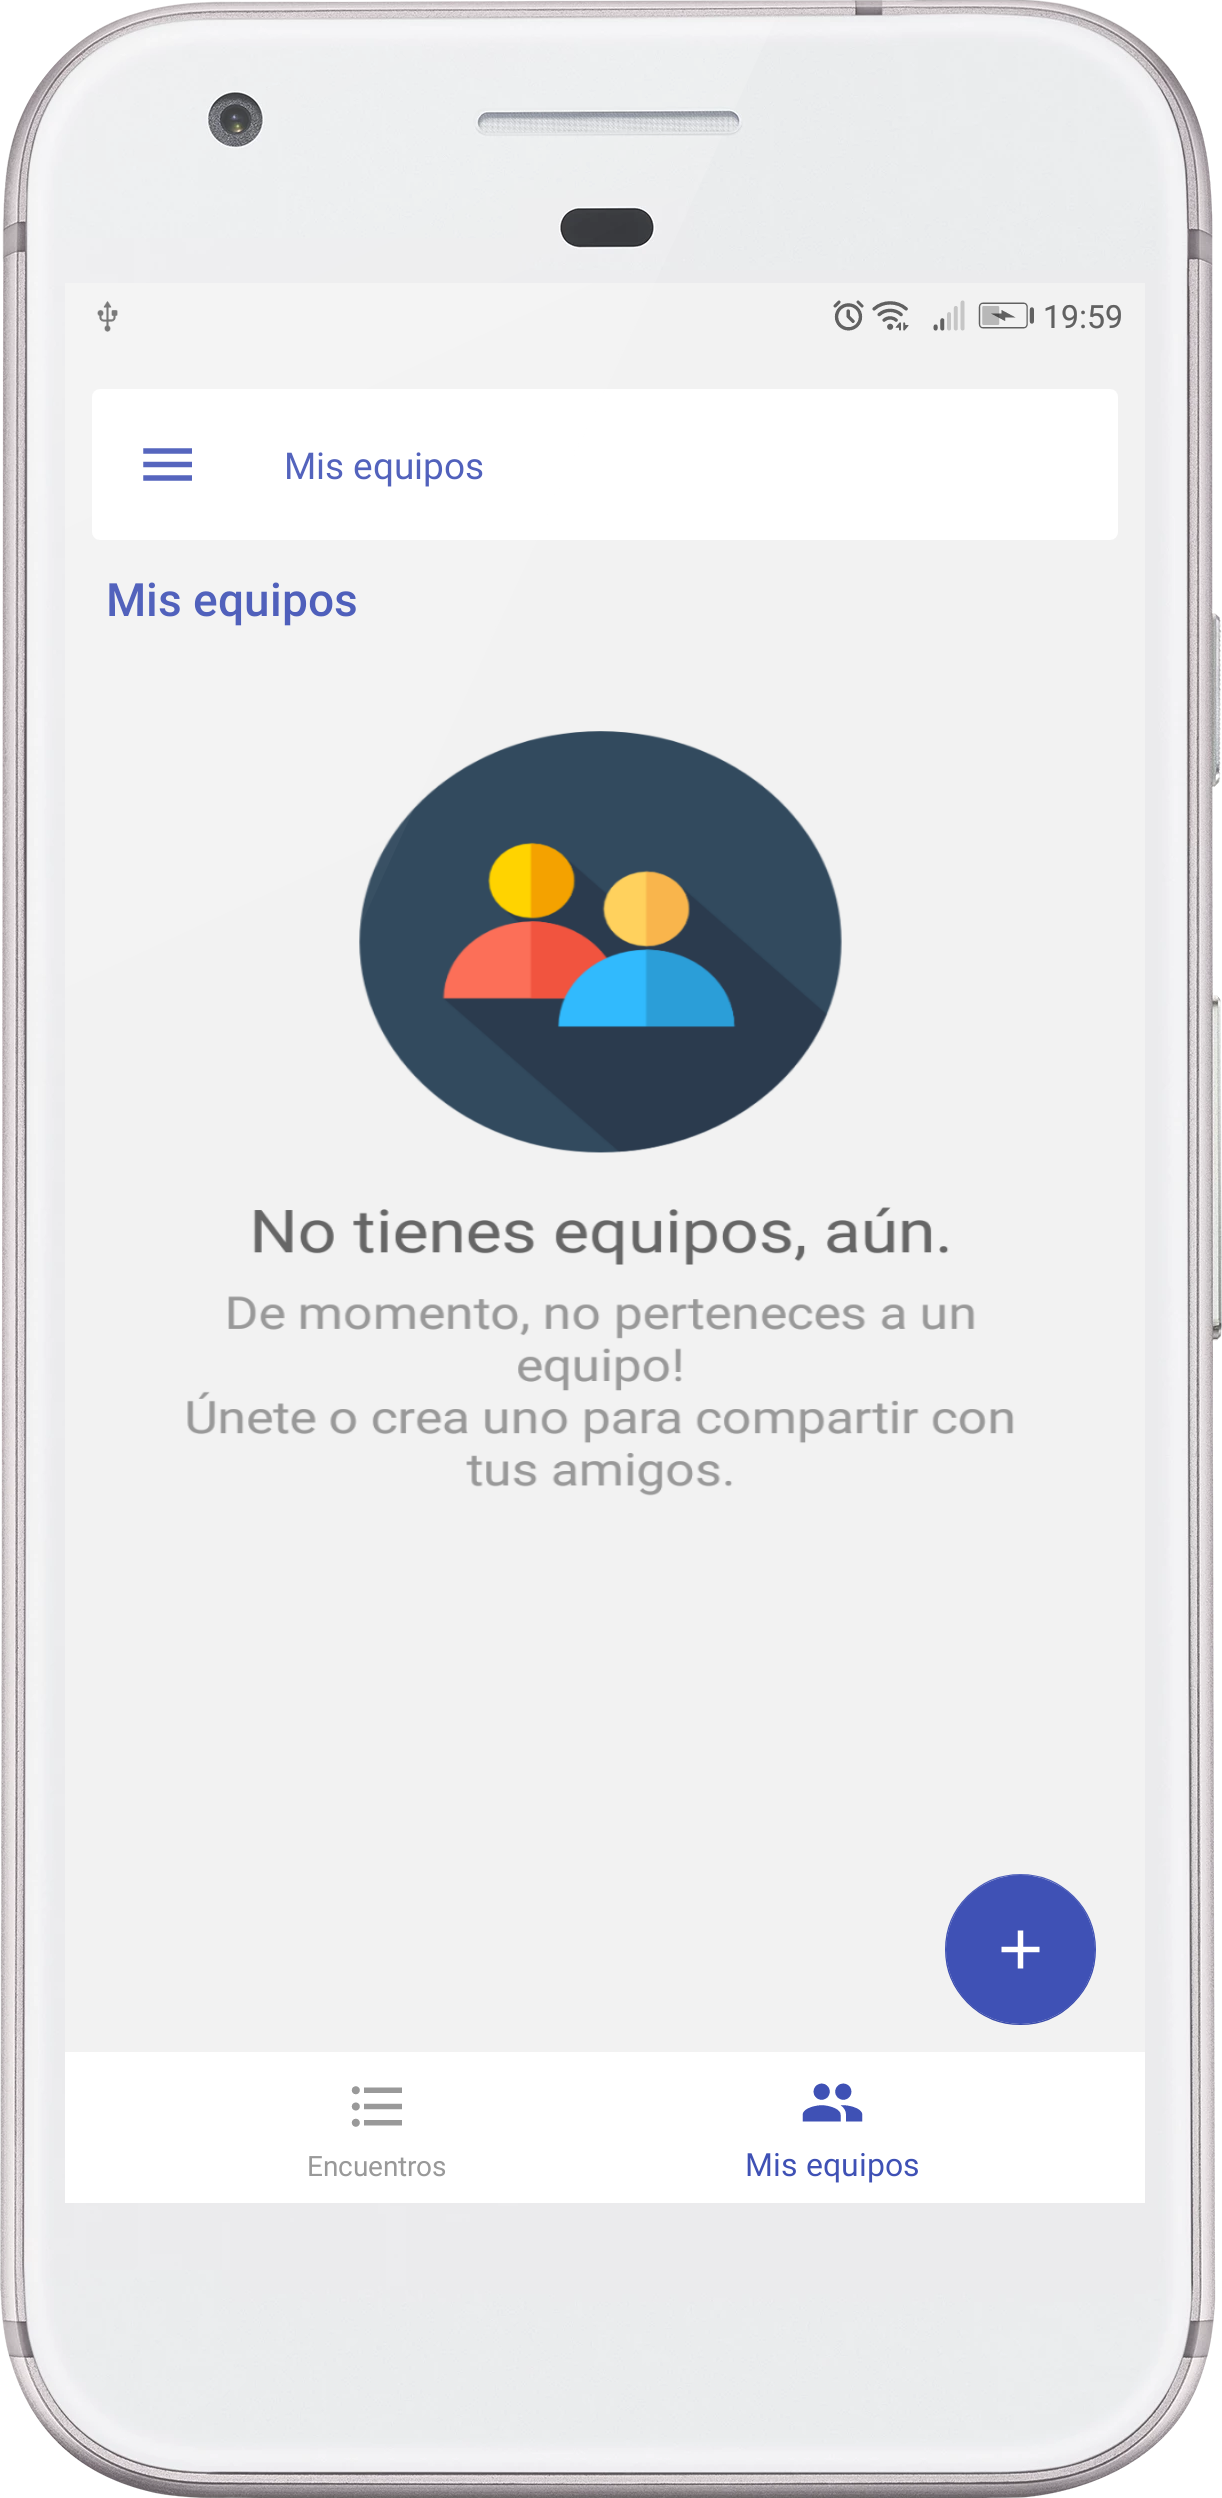 19:59
Mis equipos
Mis equipos
No tienes equipos, aún.
De momento, no perteneces a un
equipo!
Únete o crea uno para compartir con
tus amigos.
Encuentros
Mis equipos